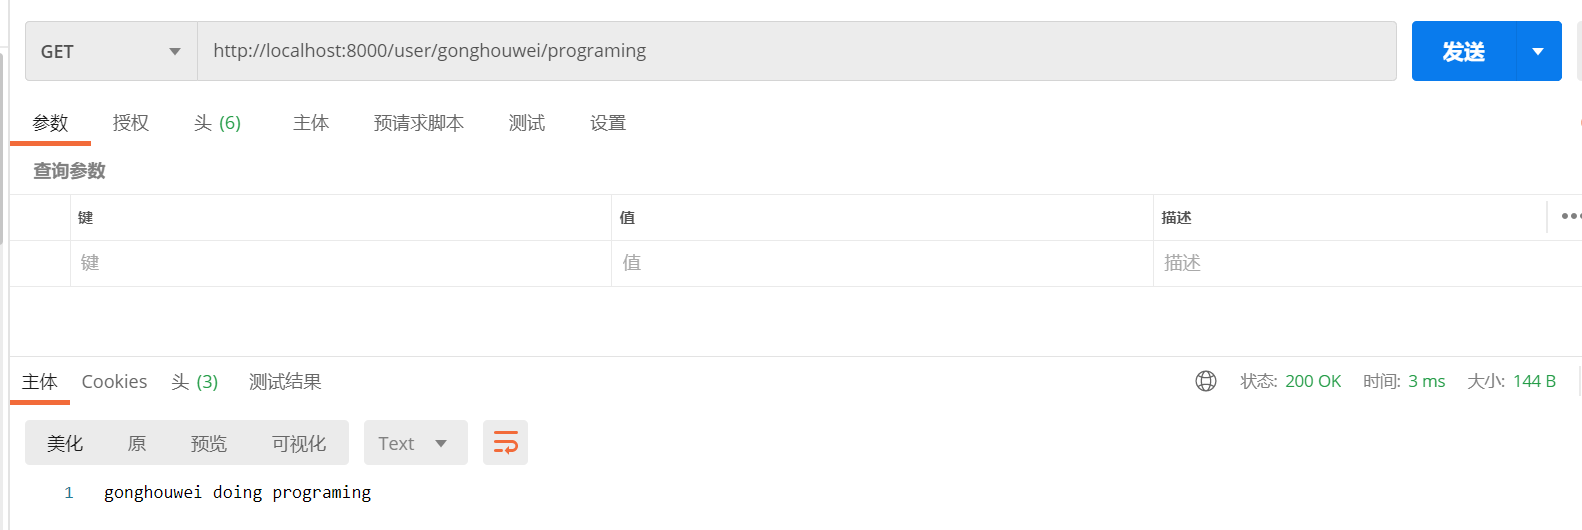 GET http://localhost:8000/user/gonghouwei/programing 发送
参数 授权 头 (6) 主体 预请求脚本 测试 设置
查询参数
键 值 描述
键 值 描述
主体 Cookies 头 (3) 测试结果 状态: 200 OK 时间: 3 ms 大小: 144 B
美化 原 预览 可视化 Text
1 gonghouwei doing programing